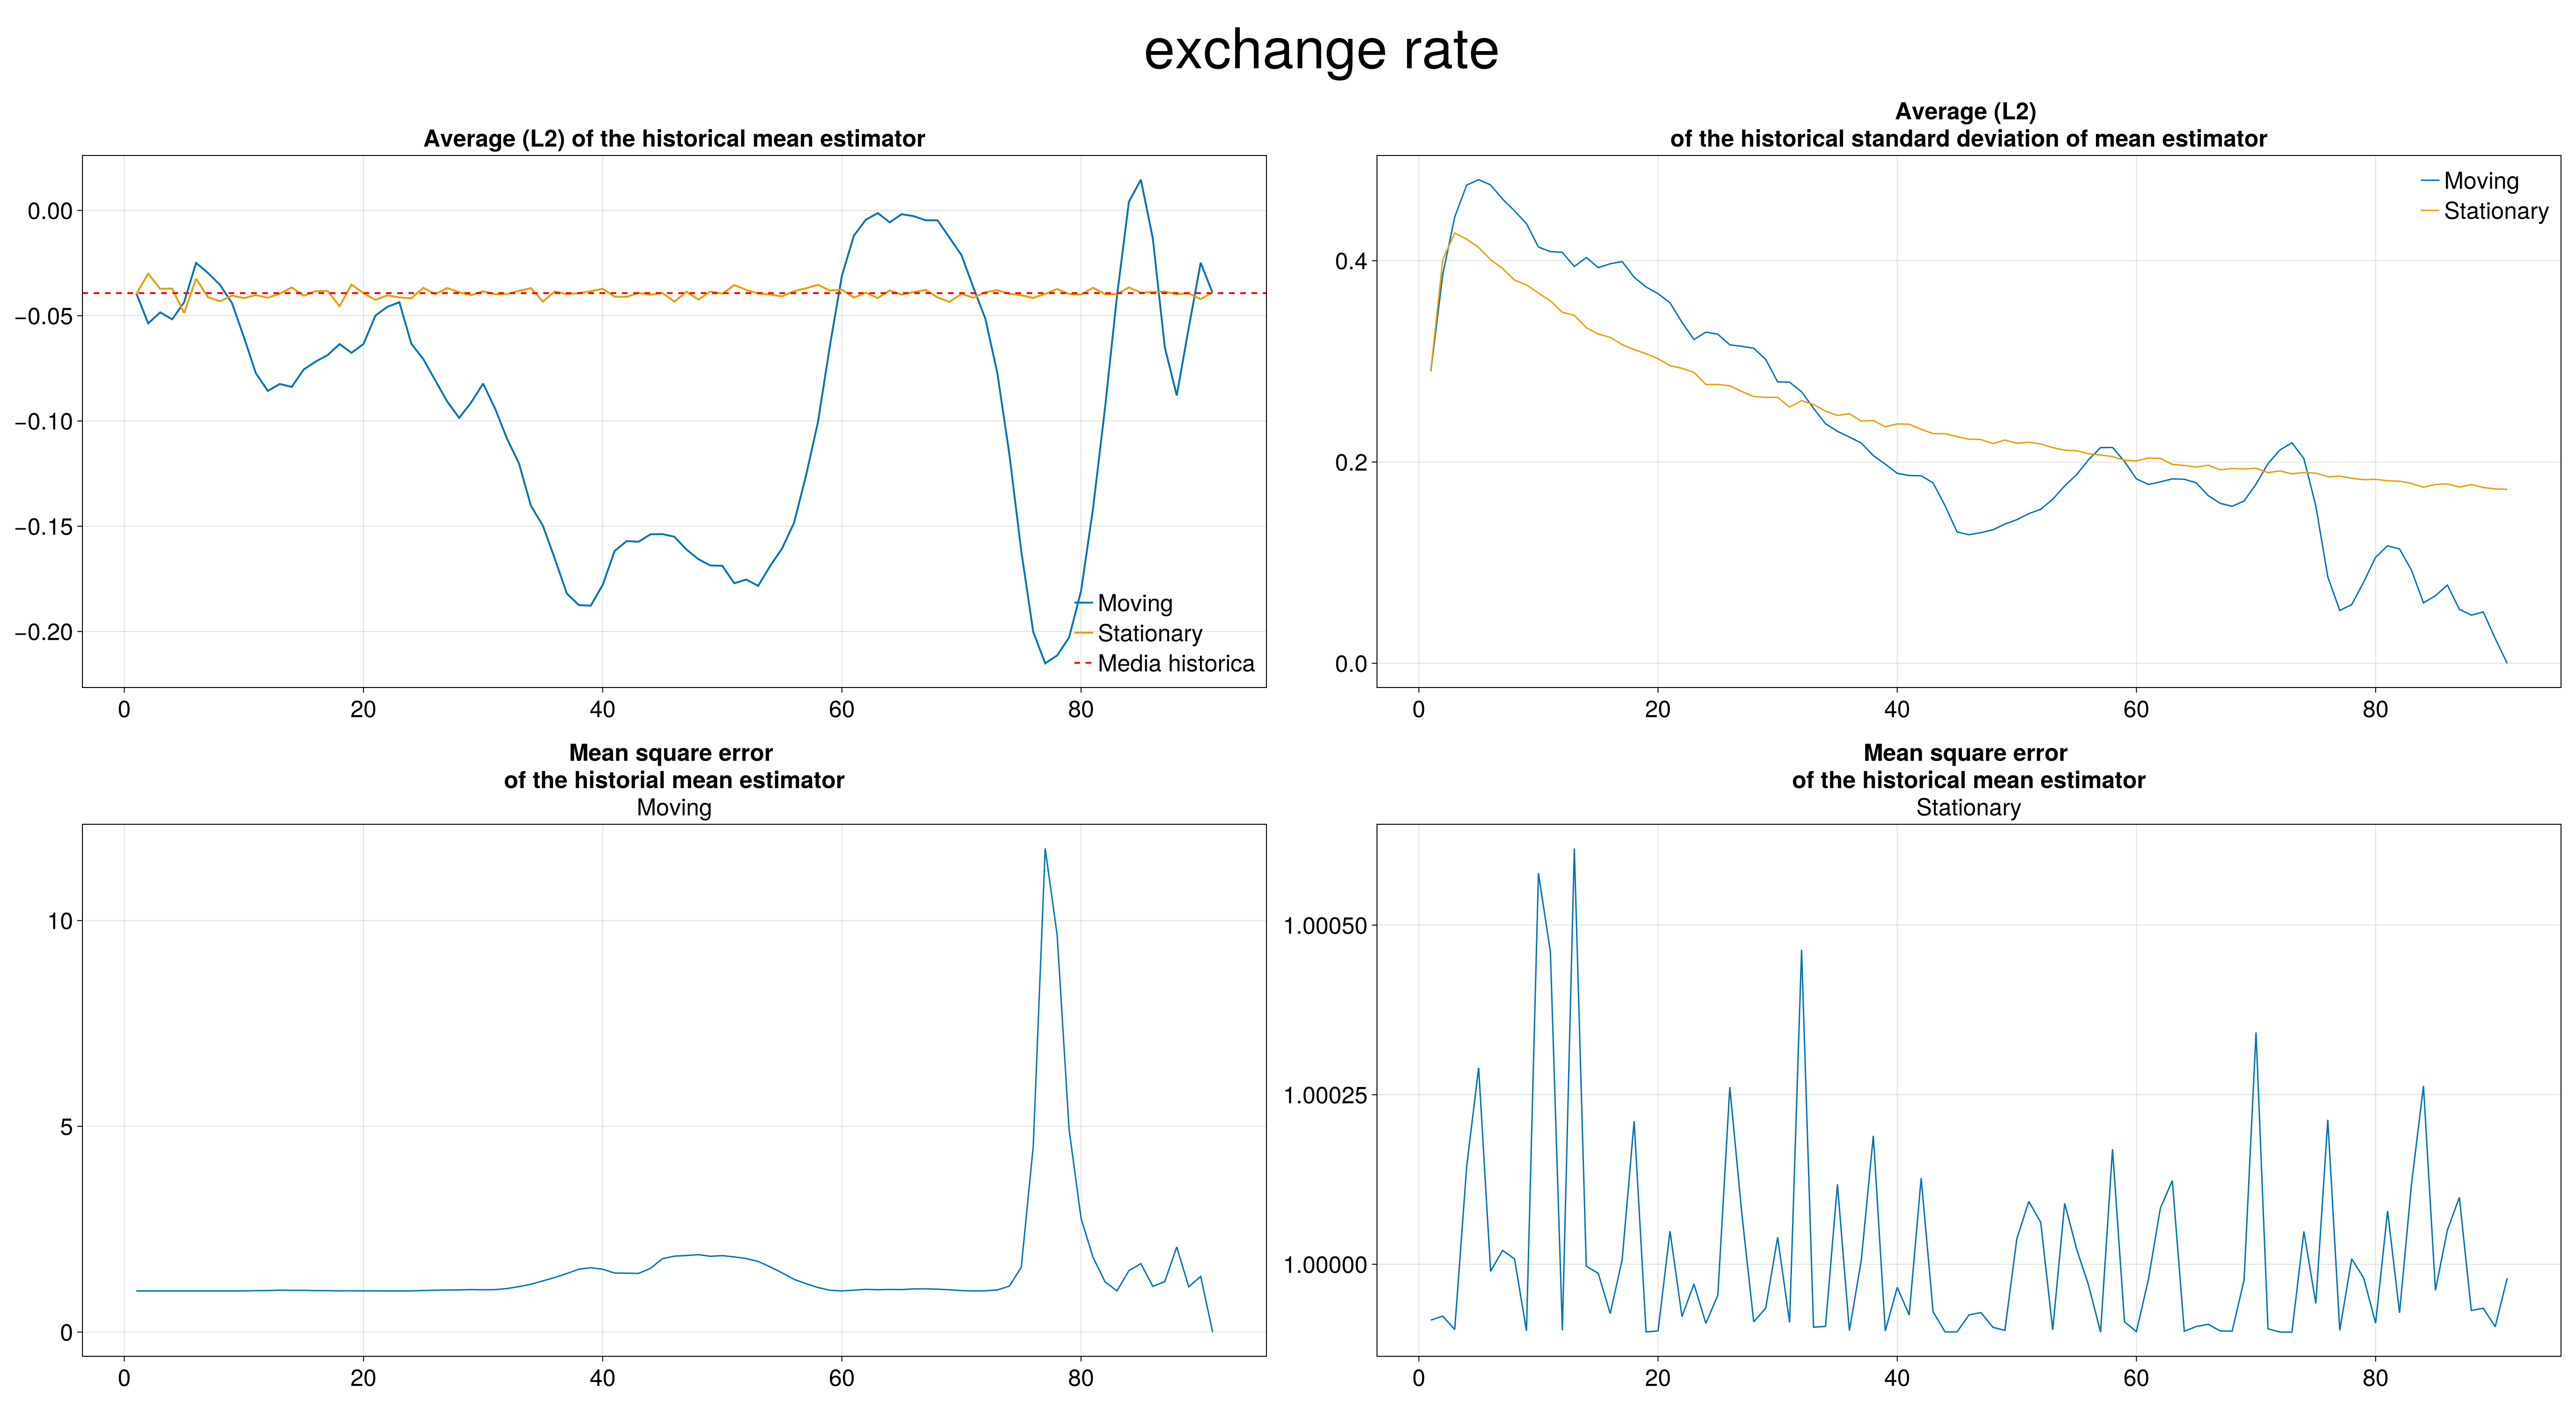 exchange rate
Average (L2) of the historical mean estimator
0.00
−0.05
−0.10
−0.15
−0.20
Moving
Stationary
Media historica
0 20 40 60 80
Average (L2)
of the historical standard deviation of mean estimator
0.4
0.2
0.0
Moving
Stationary
0 20 40 60 80
Mean square error
of the historial mean estimator
Moving
10
5
0
0 20 40 60 80
Mean square error
of the historical mean estimator
Stationary
1.00050
1.00025
1.00000
0 20 40 60 80